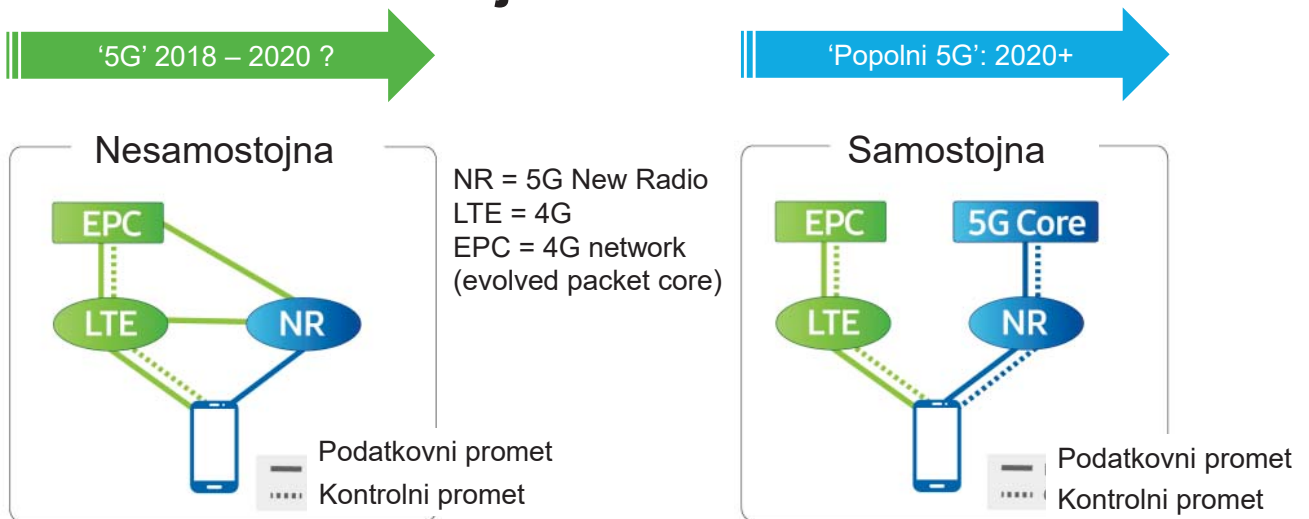 ‘5G’ 2018 – 2020 ?
‘Popolni 5G’: 2020+
Nesamostojna
EPC
LTE
NR
Podatkovni promet
Kontrolni promet
NR = 5G New Radio
LTE = 4G
EPC = 4G network
(evolved packet core)
Samostojna
EPC
5G Core
LTE
NR
Podatkovni promet
Kontrolni promet